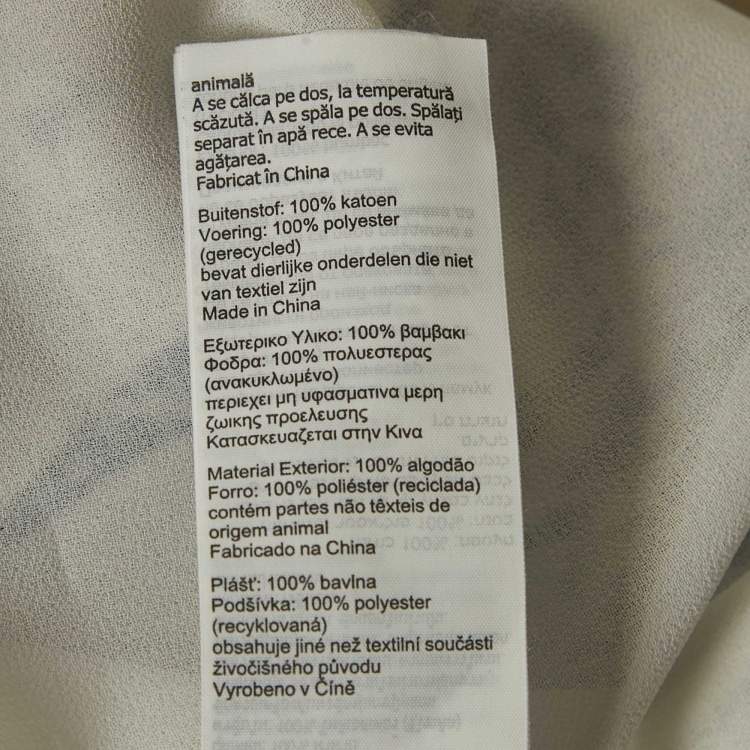 animală
A se călca pe dos, la temperatură
scăzută. A se spăla pe dos. Spălați
separat în apă rece. A se evita
agățarea.
Fabricat în China
Buitenstof: 100% katoen
Voering: 100% polyester
(gerecycled)
bevat dierlijke onderdelen die niet
van textiel zijn
Made in China
Εξωτερικο Υλικο: 100% βαμβακι
Φοδρα: 100% πολυεστερας
(ανακυκλωμένο)
περιεχει μη υφασματινα μερη
ζωικης προελευσης
Κατασκευαζεται στην Κινα
Material Exterior: 100% algodão
Forro: 100% poliéster (reciclada)
contém partes não têxteis de
origem animal
Fabricado na China
Plášť: 100% bavlna
Podšívka: 100% polyester
(recyklovaná)
obsahuje jiné než textilní součásti
živočišného původu
Vyrobeno v Číně